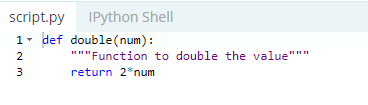 script.py IPython Shell
1 def double(num):
2 """Function to double the value"""
3 return 2*num